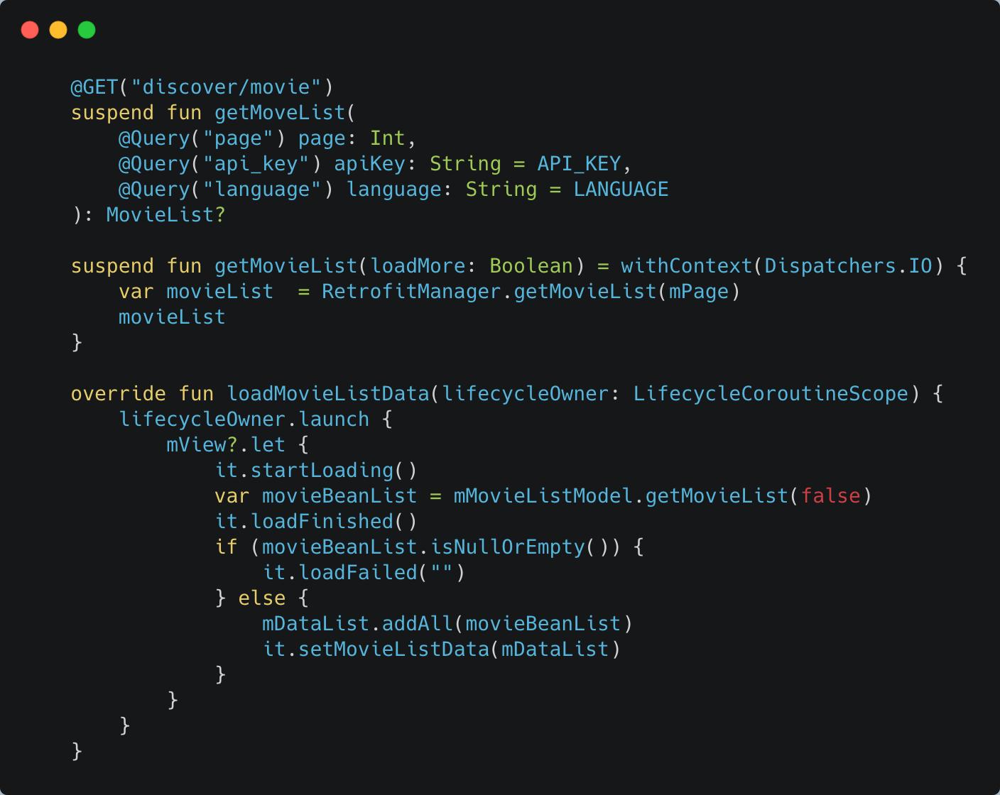 @GET("discover/movie")
suspend fun getMoveList(
    @Query("page") page: Int,
    @Query("api_key") apiKey: String = API_KEY,
    @Query("language") language: String = LANGUAGE
): MovieList?

suspend fun getMovieList(loadMore: Boolean) = withContext(Dispatchers.IO) {
    var movieList  = RetrofitManager.getMovieList(mPage)
    movieList
}

override fun loadMovieListData(lifecycleOwner: LifecycleCoroutineScope) {
    lifecycleOwner.launch {
        mView?.let {
            it.startLoading()
            var movieBeanList = mMovieListModel.getMovieList(false)
            it.loadFinished()
            if (movieBeanList.isNullOrEmpty()) {
                it.loadFailed("")
            } else {
                mDataList.addAll(movieBeanList)
                it.setMovieListData(mDataList)
            }
        }
    }
}